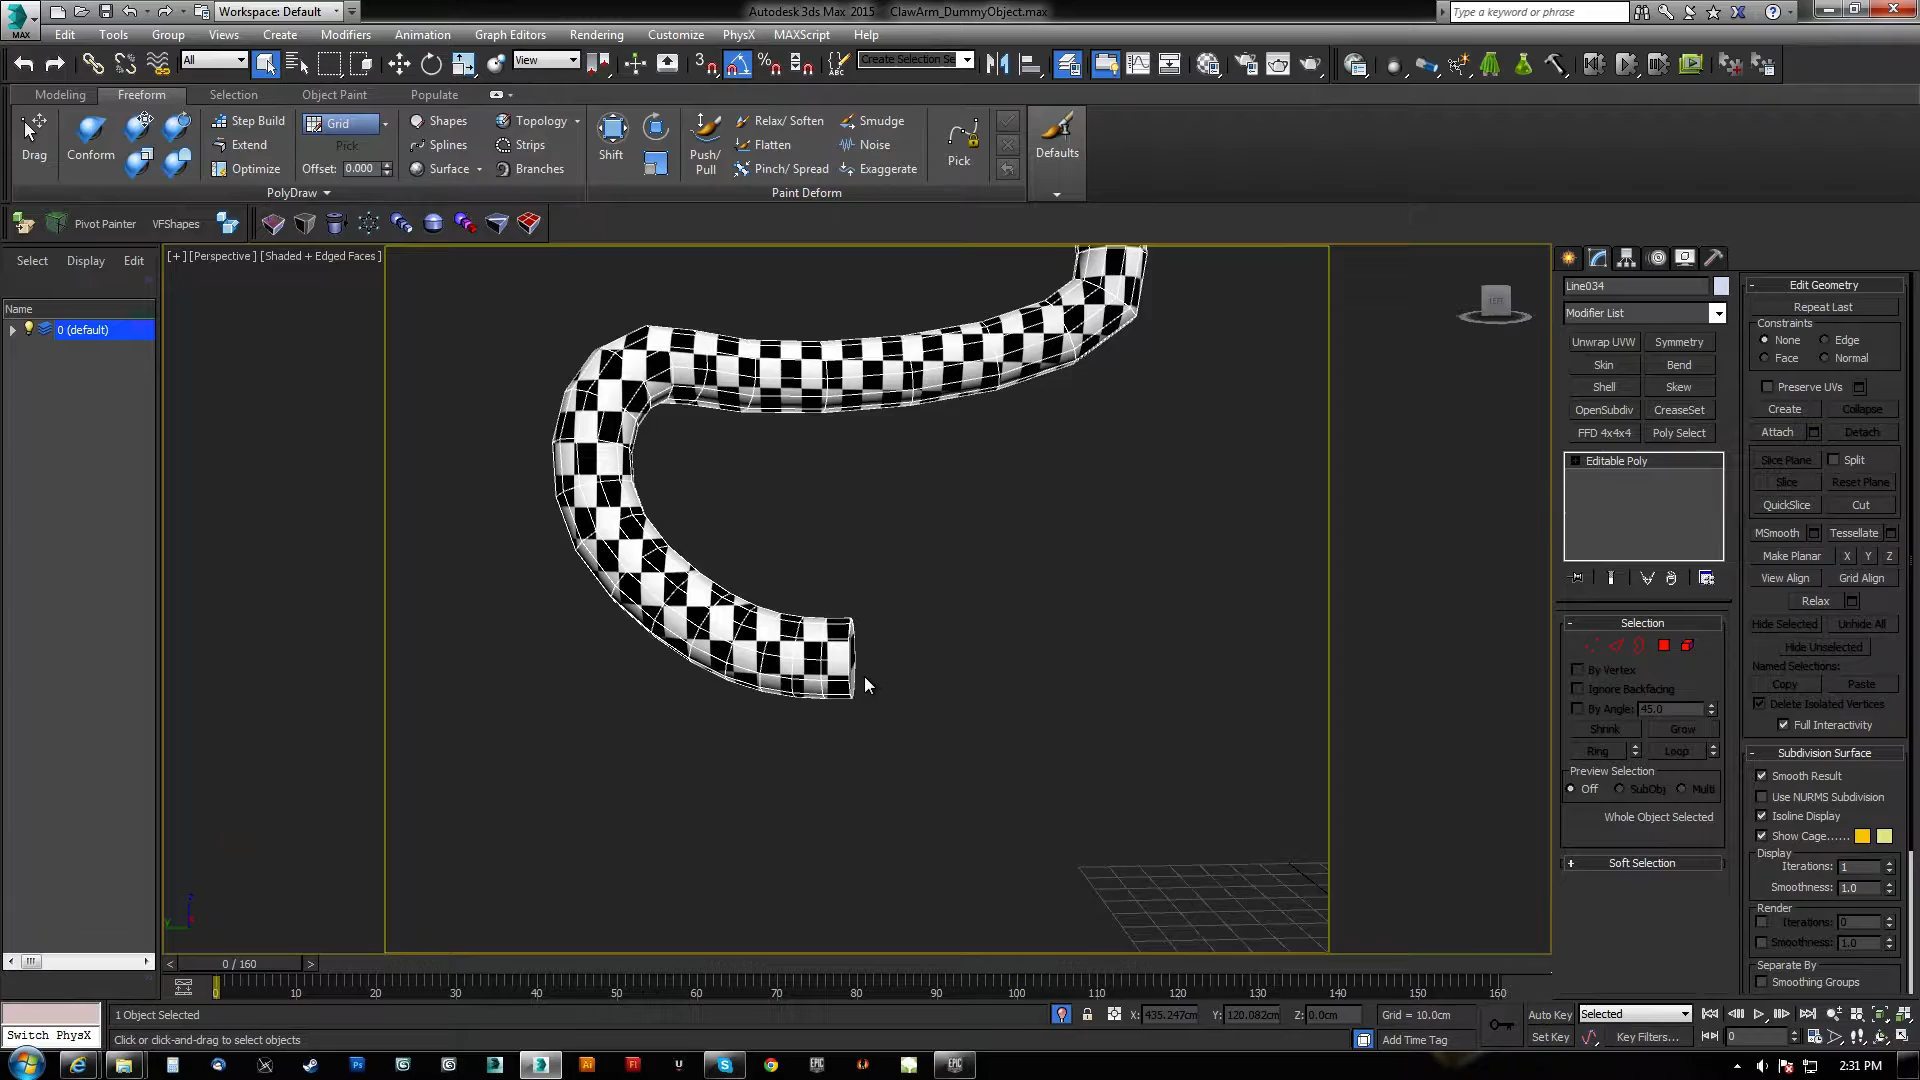 Workspace: Default
Autodesk 3ds Max 2015 ClawArm_DummyObject.max
Type a keyword or phrase
MAX
Edit Tools Group Views Create Modifiers Animation Graph Editors Rendering Customize PhysX MAXScript Help
All
View
3
Create Selection Se
Modeling Freeform Selection Object Paint Populate
Drag
Conform
Step Build
Extend
Optimize
Grid
Pick
Offset: 0.000
Shapes
Splines
Surface
Topology
Strips
Branches
Shift
Push/ Pull
Relax/ Soften
Flatten
Pinch/ Spread
Smudge
Noise
Exaggerate
Pick
Defaults
PolyDraw
Paint Deform
Pivot Painter VFShapes
Select Display Edit
Name
0 (default)
[+] [Perspective] [Shaded + Edged Faces]
LEFT
Line034
Modifier List
Unwrap UVW Symmetry
Skin Bend
Shell Skew
OpenSubdiv CreaseSet
FFD 4x4x4 Poly Select
Editable Poly
Selection
By Vertex
Ignore Backfacing
By Angle: 45.0
Shrink Grow
Ring Loop
Preview Selection
Off SubObj Multi
Whole Object Selected
Soft Selection
Edit Geometry
Repeat Last
Constraints
None Edge
Face Normal
Preserve UVs
Create Collapse
Attach Detach
Slice Plane Split
Slice Reset Plane
QuickSlice Cut
MSmooth Tessellate
Make Planar X Y Z
View Align Grid Align
Relax
Hide Selected Unhide All
Hide Unselected
Named Selections:
Copy Paste
Delete Isolated Vertices
Full Interactivity
Subdivision Surface
Smooth Result
Use NURMS Subdivision
Isoline Display
Show Cage......
Display
Iterations: 1
Smoothness: 1.0
Render
Iterations: 0
Smoothness: 1.0
Separate By
Smoothing Groups
< 0 / 160 >
0 10 20 30 40 50 60 70 80 90 100 110 120 130 140 150 160
1 Object Selected
X: 435.247cm Y: 120.082cm Z: 0.0cm Grid = 10.0cm
Auto Key Selected
Switch PhysX
Click or click-and-drag to select objects
Add Time Tag
Set Key Key Filters... 0
2:31 PM